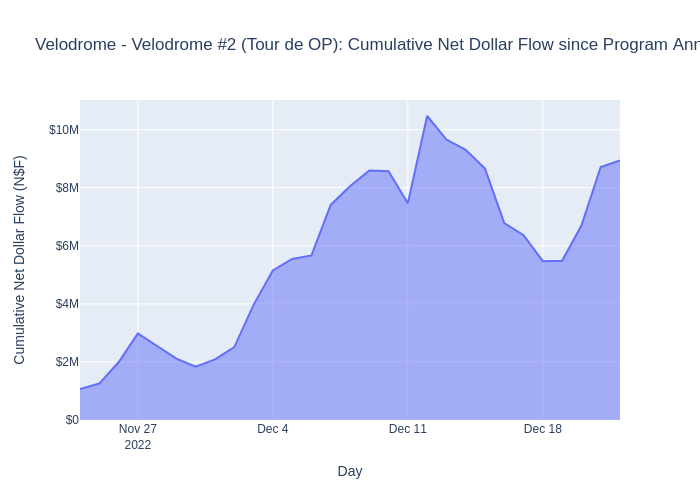 Velodrome - Velodrome #2 (Tour de OP): Cumulative Net Dollar Flow since Program Ann
Cumulative Net Dollar Flow (N$F)
$10M
$8M
$6M
$4M
$2M
$0
Nov 27
2022
Dec 4
Dec 11
Dec 18
Day